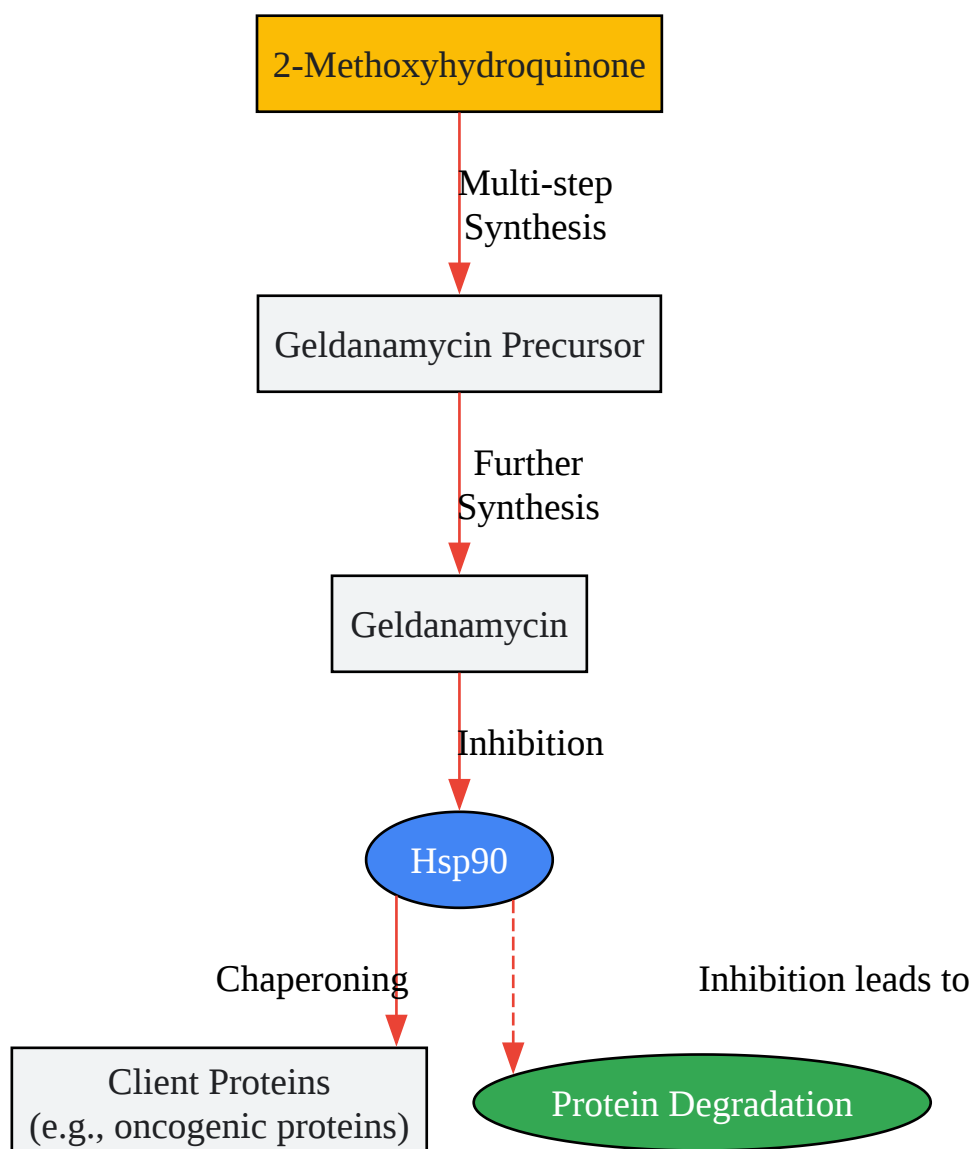 2-Methoxyhydroquinone
Multi-step
Synthesis
Geldanamycin Precursor
Further
Synthesis
Geldanamycin
Inhibition
Hsp90
Chaperoning
Inhibition leads to
Client Proteins
(e.g., oncogenic proteins)
Protein Degradation